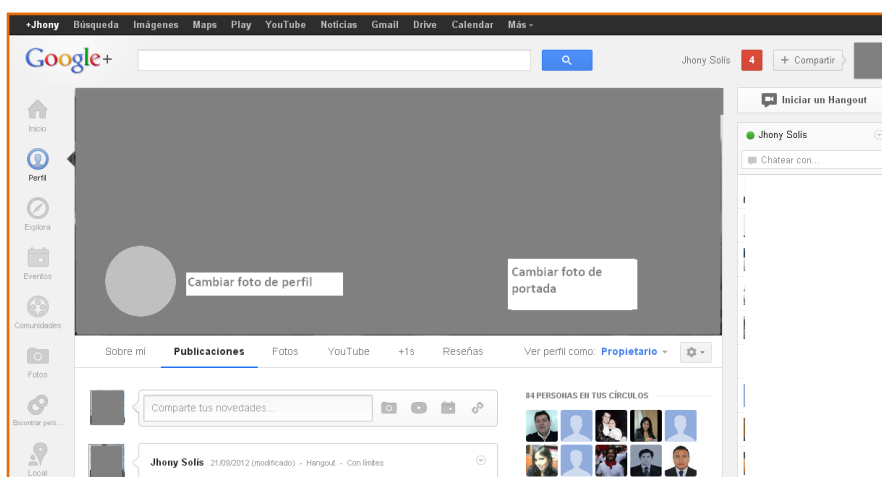 +Jhony Búsqueda Imágenes Maps Play YouTube Noticias Gmail Drive Calendar Más
Google+
Jhony Solís 4 + Compartir
Iniciar un Hangout
Inicio
Jhony Solís
Chatear con...
Perfil
Explora
Eventos
Cambiar foto de perfil
Cambiar foto de
portada
Comunidades
Sobre mí Publicaciones Fotos YouTube +1s Reseñas Ver perfil como: Propietario
Fotos
84 PERSONAS EN TUS CÍRCULOS
Comparte tus novedades...
Encontrar pers...
Jhony Solís 21/09/2012 (modificado) - Hangout - Con límites
Local